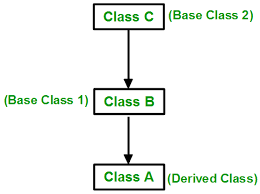 Class C (Base Class 2)
(Base Class 1) Class B
Class A (Derived Class)